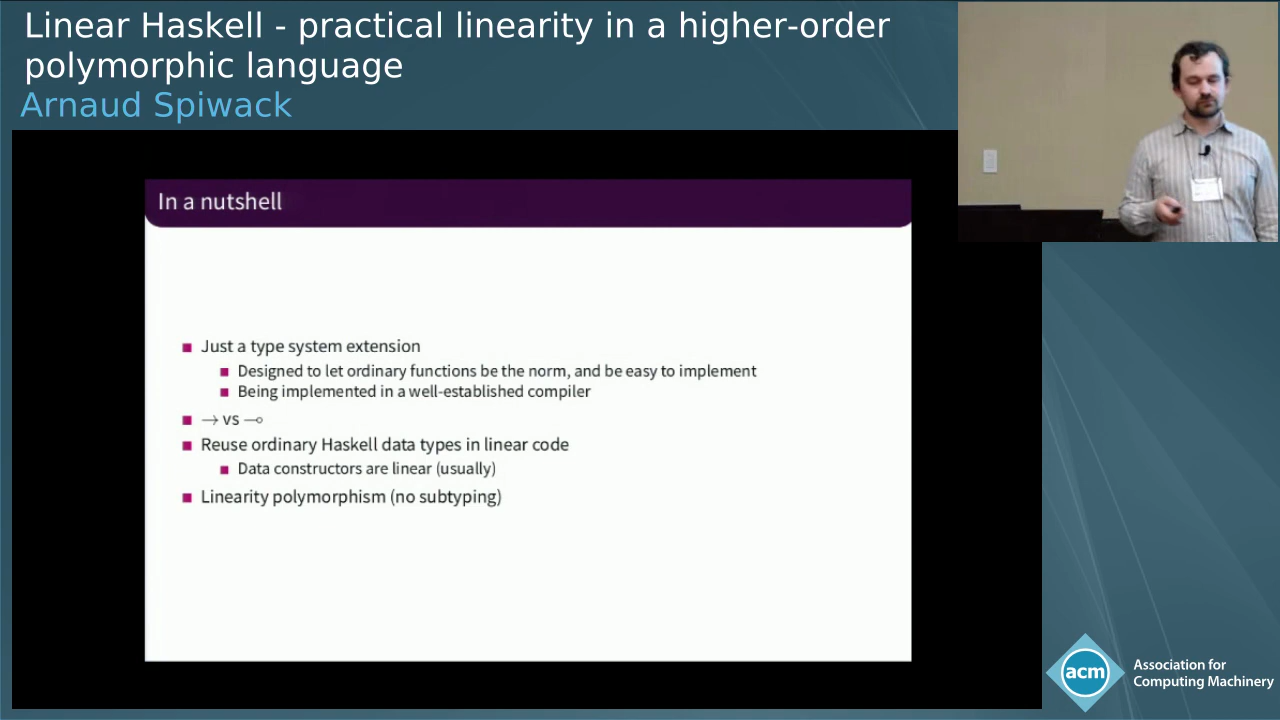 Linear Haskell - practical linearity in a higher-order
polymorphic language
Arnaud Spiwack
In a nutshell
Just a type system extension
Designed to let ordinary functions be the norm, and be easy to implement
Being implemented in a well-established compiler
→ vs ⊸
Reuse ordinary Haskell data types in linear code
Data constructors are linear (usually)
Linearity polymorphism (no subtyping)
acm
Association for
Computing Machinery